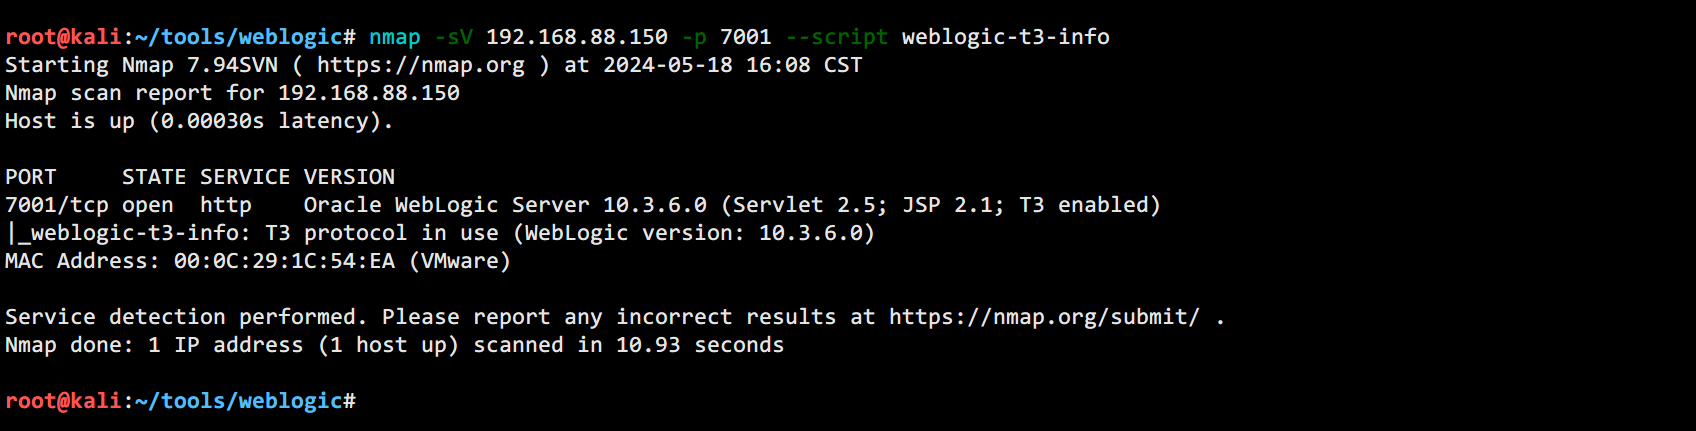 root@kali:~/tools/weblogic# nmap -sV 192.168.88.150 -p 7001 --script weblogic-t3-info
Starting Nmap 7.94SVN ( https://nmap.org ) at 2024-05-18 16:08 CST
Nmap scan report for 192.168.88.150
Host is up (0.00030s latency).
PORT     STATE SERVICE VERSION
7001/tcp open  http    Oracle WebLogic Server 10.3.6.0 (Servlet 2.5; JSP 2.1; T3 enabled)
|_weblogic-t3-info: T3 protocol in use (WebLogic version: 10.3.6.0)
MAC Address: 00:0C:29:1C:54:EA (VMware)
Service detection performed. Please report any incorrect results at https://nmap.org/submit/ .
Nmap done: 1 IP address (1 host up) scanned in 10.93 seconds
root@kali:~/tools/weblogic#